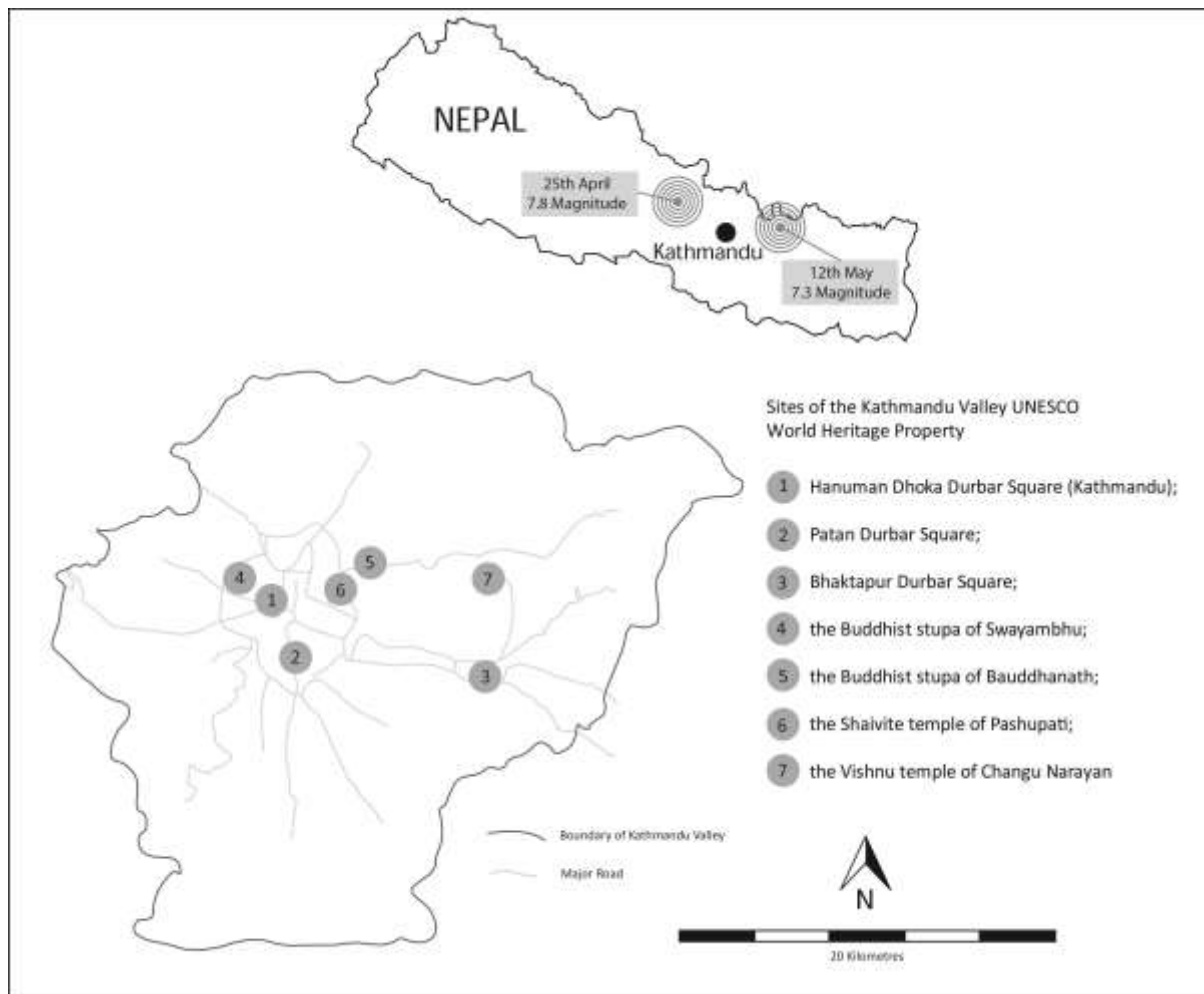 NEPAL
25th April
7.8 Magnitude
Kathmandu
12th May
7.3 Magnitude
Sites of the Kathmandu Valley UNESCO
World Heritage Property
1 Hanuman Dhoka Durbar Square (Kathmandu);
2 Patan Durbar Square;
3 Bhaktapur Durbar Square;
4 the Buddhist stupa of Swayambhu;
5 the Buddhist stupa of Bauddhanath;
6 the Shaivite temple of Pashupati;
7 the Vishnu temple of Changu Narayan
5
4
7
6
1
2
3
Boundary of Kathmandu Valley
Major Road
N
20 Kilometres